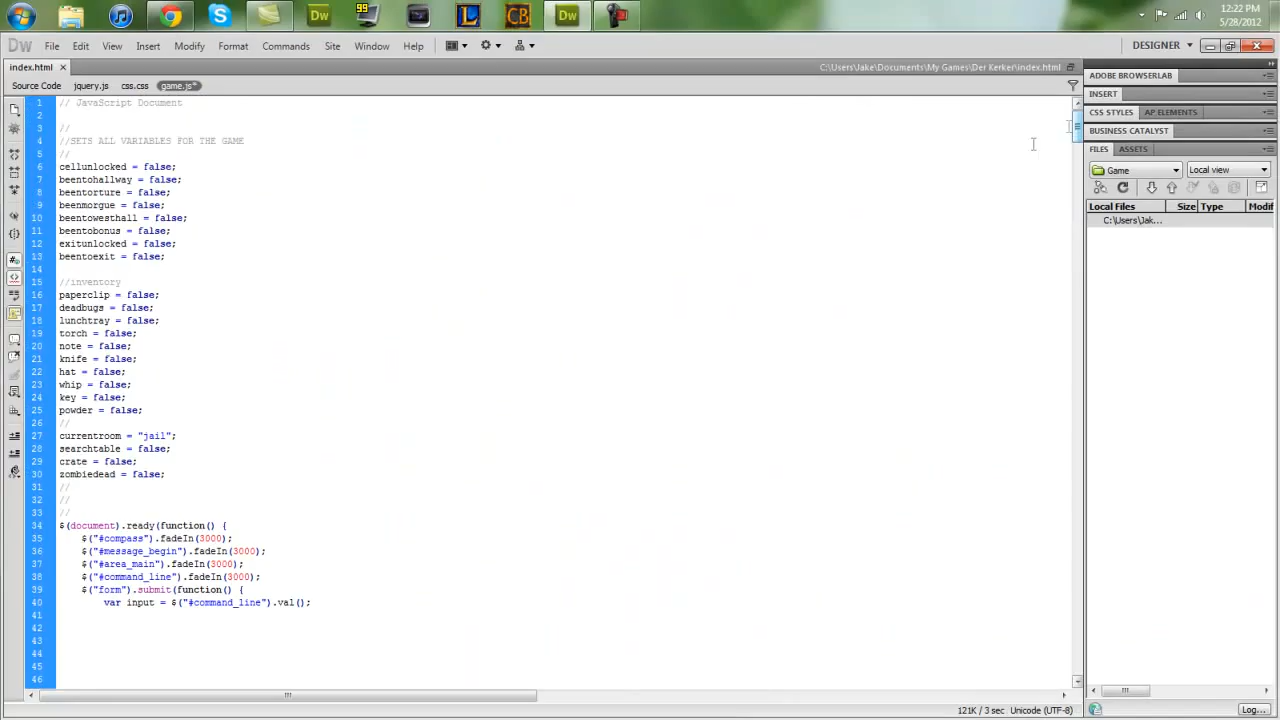 12:22 PM
5/28/2012
99
Dw
CB
Dw
Dw File Edit View Insert Modify Format Commands Site Window Help DESIGNER
index.html C:\Users\Jake\Documents\My Games\Der Kerker\index.html
Source Code jquery.js css.css game.js*
1 // JavaScript Document
2
3 //
4 //SETS ALL VARIABLES FOR THE GAME
5 //
6 cellunlocked = false;
7 beentohallway = false;
8 beentorture = false;
9 beenmorgue = false;
10 beentowesthall = false;
11 beentobonus = false;
12 exitunlocked = false;
13 beentoexit = false;
14
15 //inventory
16 paperclip = false;
17 deadbugs = false;
18 lunchtray = false;
19 torch = false;
20 note = false;
21 knife = false;
22 hat = false;
23 whip = false;
24 key = false;
25 powder = false;
26 //
27 currentroom = "jail";
28 searchtable = false;
29 crate = false;
30 zombiedead = false;
31 //
32 //
33 //
34 $(document).ready(function() {
35 $("#compass").fadeIn(3000);
36 $("#message_begin").fadeIn(3000);
37 $("#area_main").fadeIn(3000);
38 $("#command_line").fadeIn(3000);
39 $("form").submit(function() {
40 var input = $("#command_line").val();
41
42
43
44
45
46
121K / 3 sec Unicode (UTF-8)
ADOBE BROWSERLAB
INSERT
CSS STYLES AP ELEMENTS
BUSINESS CATALYST
FILES ASSETS
Game Local view
Local Files Size Type Modif
C:\Users\Jak...
Log...